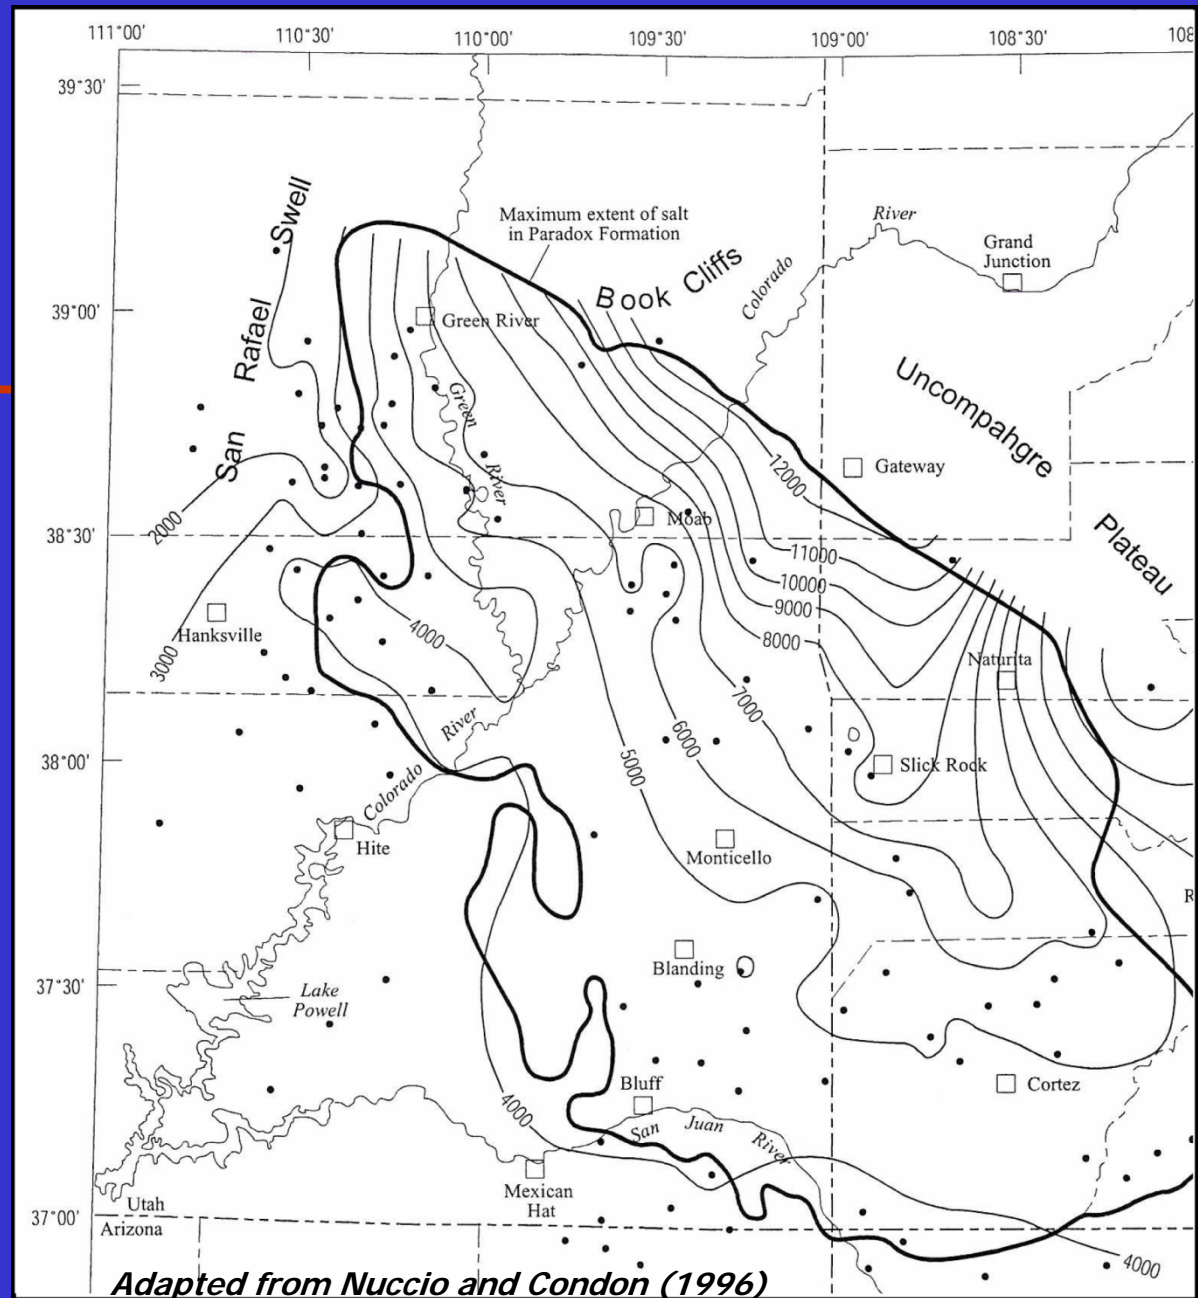 111°00'
110°30'
110°00'
109°30'
109°00'
108°30'
108
39°30'
Swell
Maximum extent of salt
in Paradox Formation
River
Grand
Junction
Book Cliffs
Colorado
39°00'
Green River
Rafael
Uncompahgre
Green
San
River
12000
Gateway
Moab
Plateau
2000
38°30'
11000
10000
9000
Hanksville
4000
8000
3000
Naturita
7000
River
6000
5000
38°00'
Slick Rock
Colorado
Hite
Monticello
R
Blanding
37°30'
Lake
Powell
Bluff
Cortez
4000
San Juan
River
Mexican
Hat
37°00'
Utah
Arizona
4000
Adapted from Nuccio and Condon (1996)